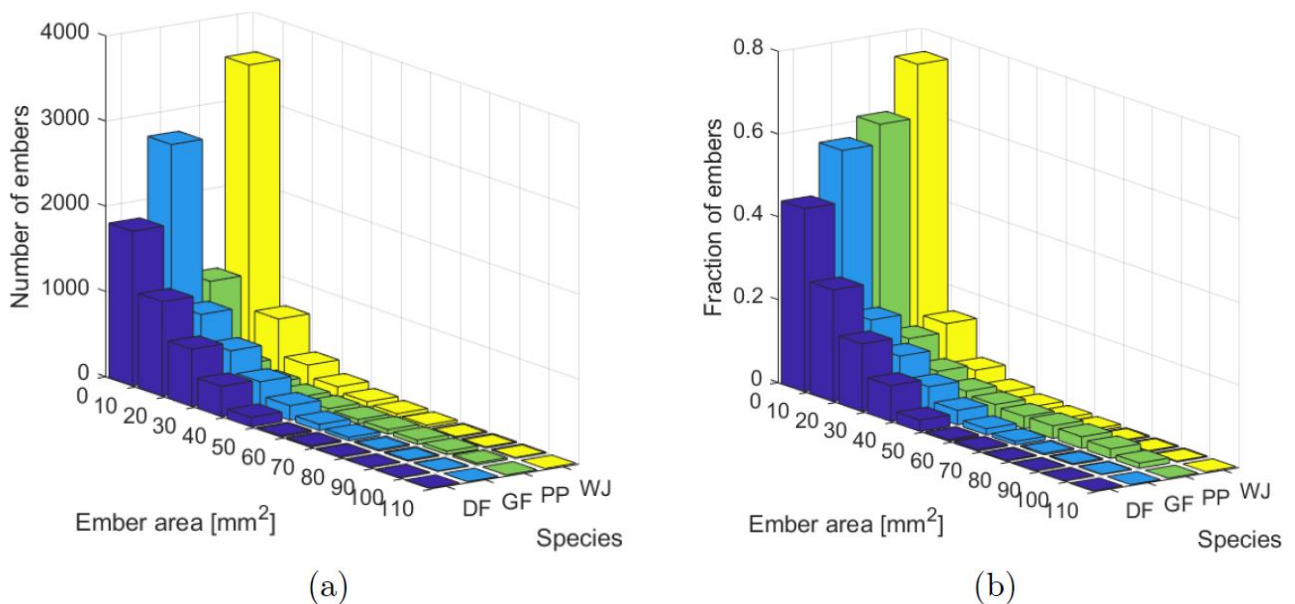 4000
3000
2000
1000
0
Number of embers
0
10
20
30
40
50
60
70
80
90
100
110
Ember area [mm²]
DF
GF
PP
WJ
Species
(a)
0.8
0.6
0.4
0.2
0
Fraction of embers
0
10
20
30
40
50
60
70
80
90
100
110
Ember area [mm²]
DF
GF
PP
WJ
Species
(b)